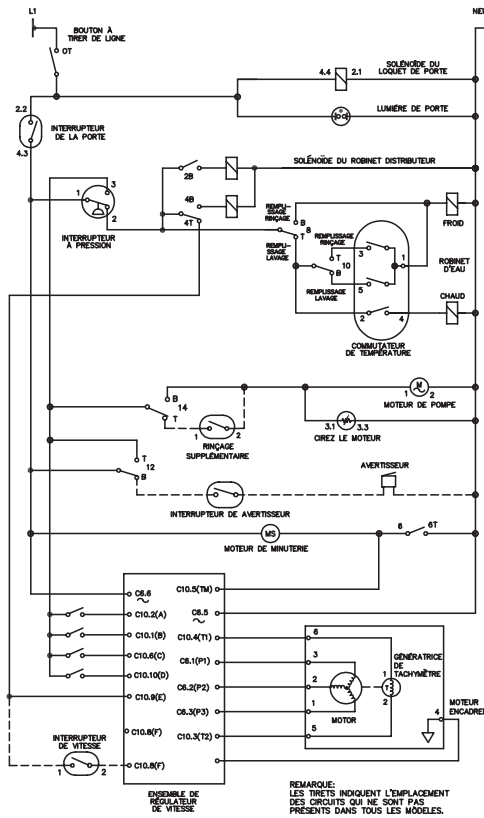 L1
NEU
BOUTON À
TIRER DE LIGNE
OT
SOLÉNOÏDE DU
LOQUET DE PORTE
4.4
2.1
LUMIÈRE DE PORTE
2.2
INTERRUPTEUR
DE LA PORTE
4.3
SOLÉNOÏDE DU ROBINET DISTRIBUTEUR
2B
4B
4T
3
1
2
INTERRUPTEUR
À PRESSION
REMPLI-
SSAGE
RINÇAGE
B
8
T
REMPLI-
SSAGE
LAVAGE
REMPLISSAGE
RINÇAGE
T
10
B
REMPLISSAGE
LAVAGE
3
1
5
2
4
COMMUTATEUR
DE TEMPÉRATURE
FROID
ROBINET
D'EAU
CHAUD
B
14
T
1
2
RINÇAGE
SUPPLÉMENTAIRE
M
1
2
MOTEUR DE POMPE
3.1
3.3
CIREZ LE MOTEUR
T
12
B
INTERRUPTEUR DE AVERTISSEUR
AVERTISSEUR
MS
MOTEUR DE MINUTERIE
6
6T
C6.6
C10.5(TM)
C10.2(A)
C6.5
C10.1(B)
C10.4(T1)
C10.6(C)
C6.1(P1)
C10.10(D)
C6.2(P2)
C10.9(E)
C6.3(P3)
C10.8(F)
C10.3(T2)
C10.8(F)
INTERRUPTEUR
DE VITESSE
1
2
ENSEMBLE DE
RÉGULATEUR
DE VITESSE
6
3
2
1
5
MOTOR
GÉNÉRATRICE
DE
TACHYMÈTRE
1
T
2
MOTEUR
ENCADREN
4
REMARQUE:
LES TIRETS INDIQUENT L'EMPLACEMENT
DES CIRCUITS QUI NE SONT PAS
PRÉSENTS DANS TOUS LES MÓDELES.